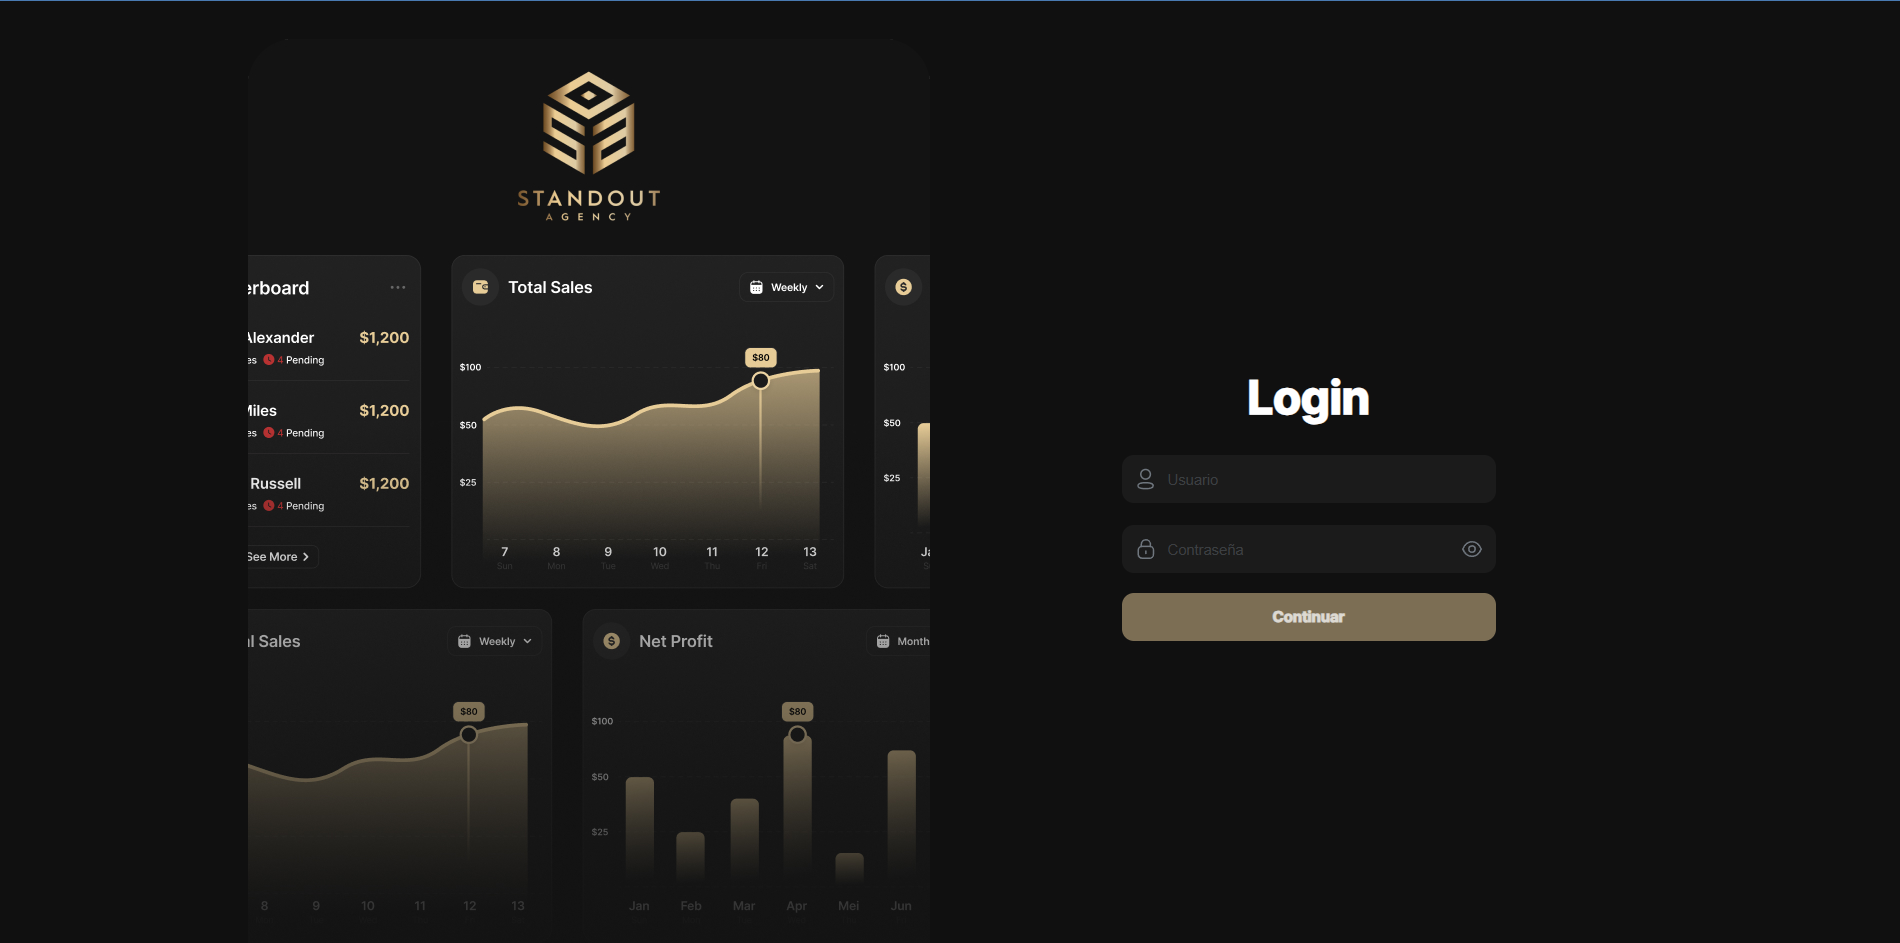 STANDOUT
AGENCY
erboard
Alexander $1,200
es 4 Pending
Miles $1,200
es 4 Pending
Russell $1,200
es 4 Pending
See More
Total Sales
Weekly
$80
$100
$50
$25
7 8 9 10 11 12 13
Sun Mon Tue Wed Thu Fri Sat
$100
$50
$25
Ja
l Sales
Weekly
$80
8 9 10 11 12 13
Net Profit
Month
$80
$100
$50
$25
Jan Feb Mar Apr Mei Jun
Login
Usuario
Contraseña
Continuar